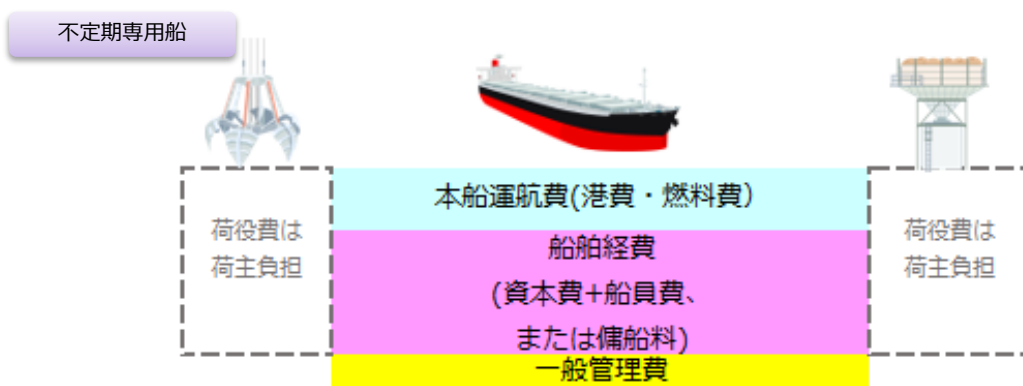 不定期専用船
本船運航費(港費・燃料費)
荷役費は
荷主負担
船舶経費
(資本費+船員費、
または傭船料)
荷役費は
荷主負担
一般管理費